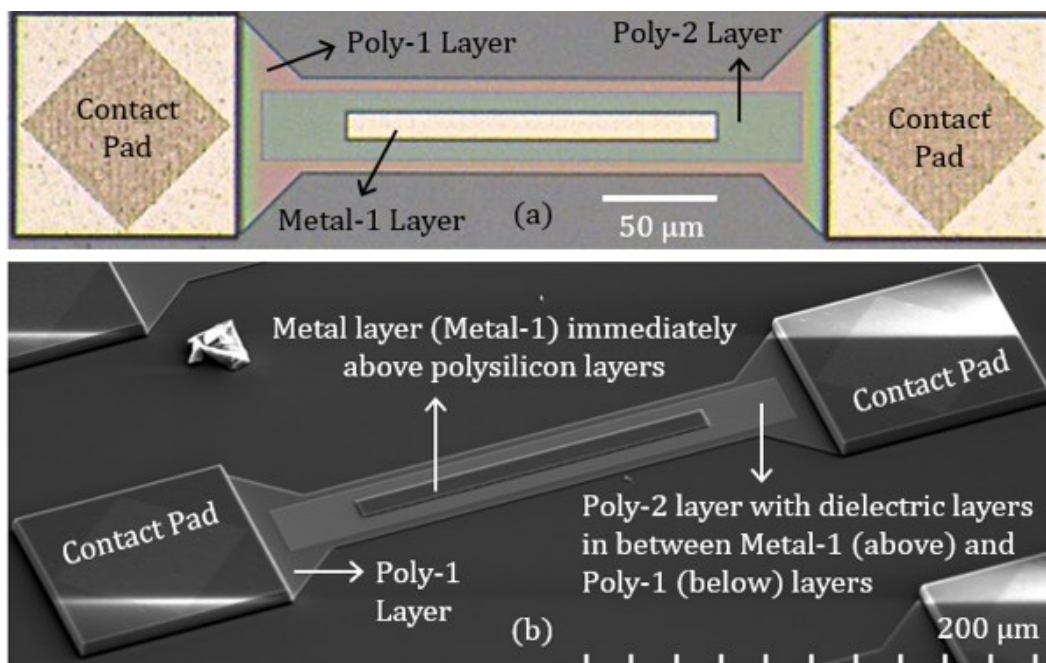 Contact
Pad
Poly-1 Layer
Poly-2 Layer
Contact
Pad
Metal-1 Layer
(a)
50 μm
Metal layer (Metal-1) immediately
above polysilicon layers
Contact Pad
Contact Pad
Poly-2 layer with dielectric layers
in between Metal-1 (above) and
Poly-1 (below) layers
Poly-1
Layer
(b)
200 μm